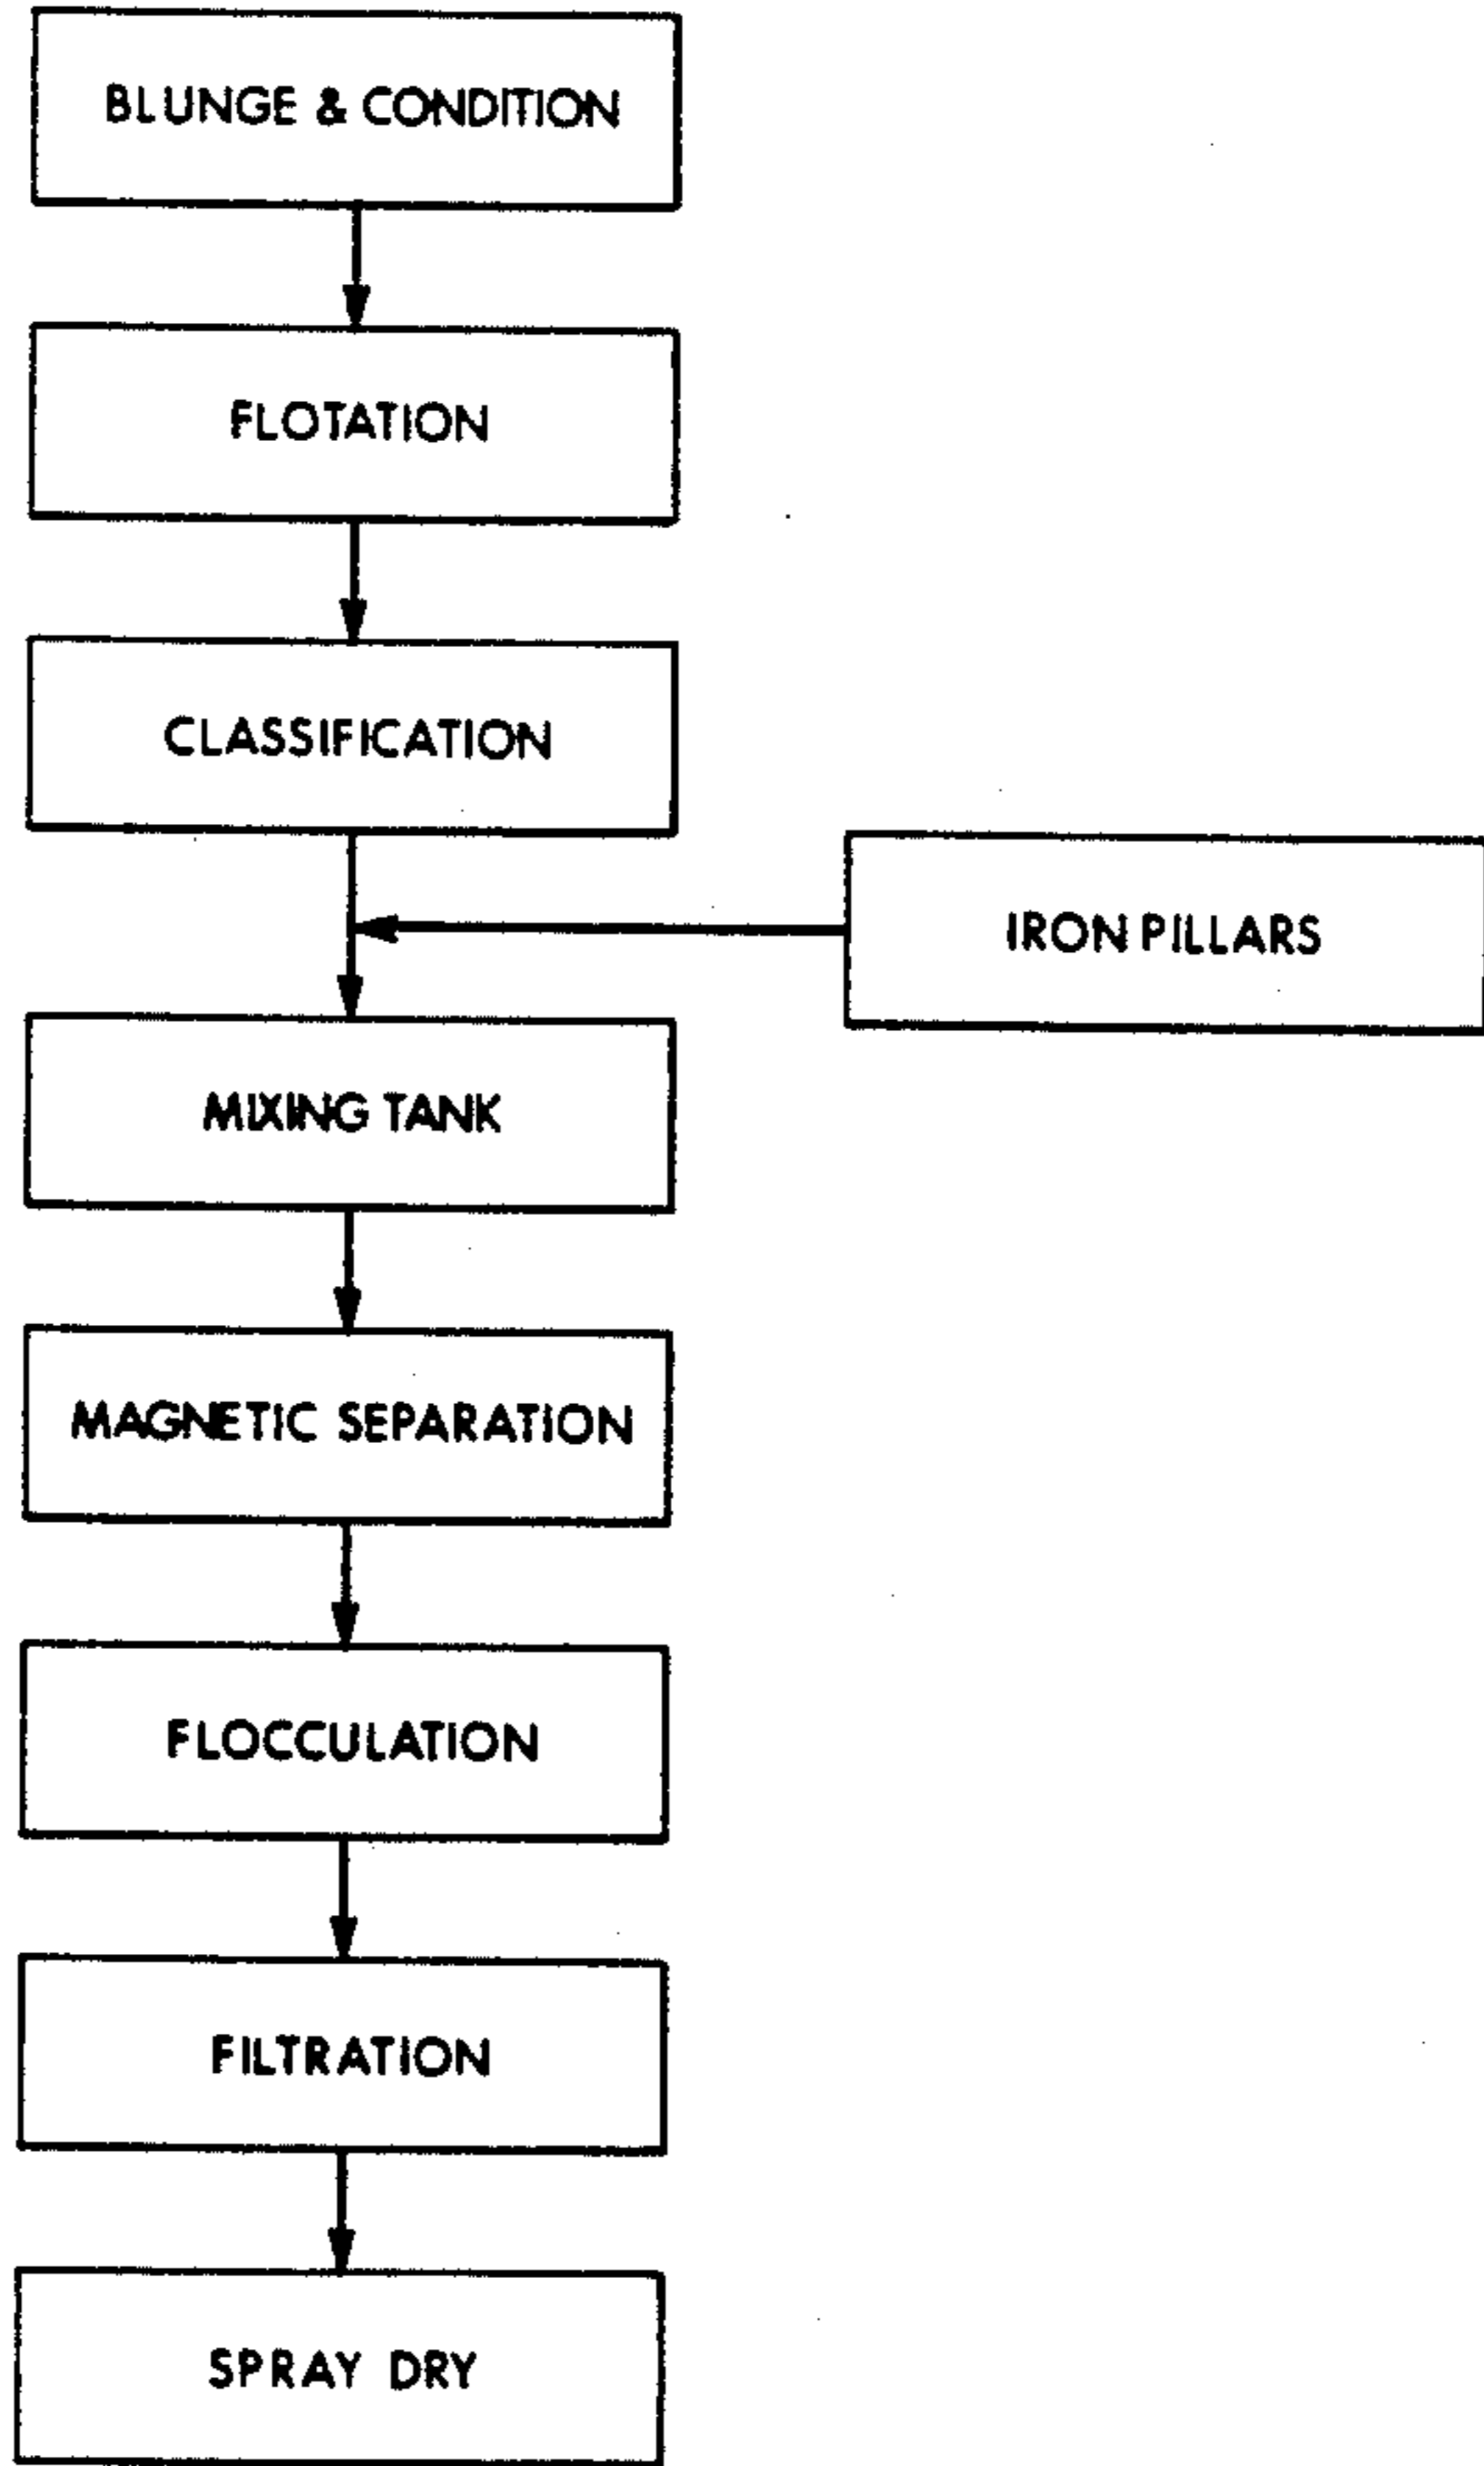 BLUNGE & CONDITION
FLOTATION
CLASSIFICATION
IRON PILLARS
MIXING TANK
MAGNETIC SEPARATION
FLOCCULATION
FILTRATION
SPRAY DRY